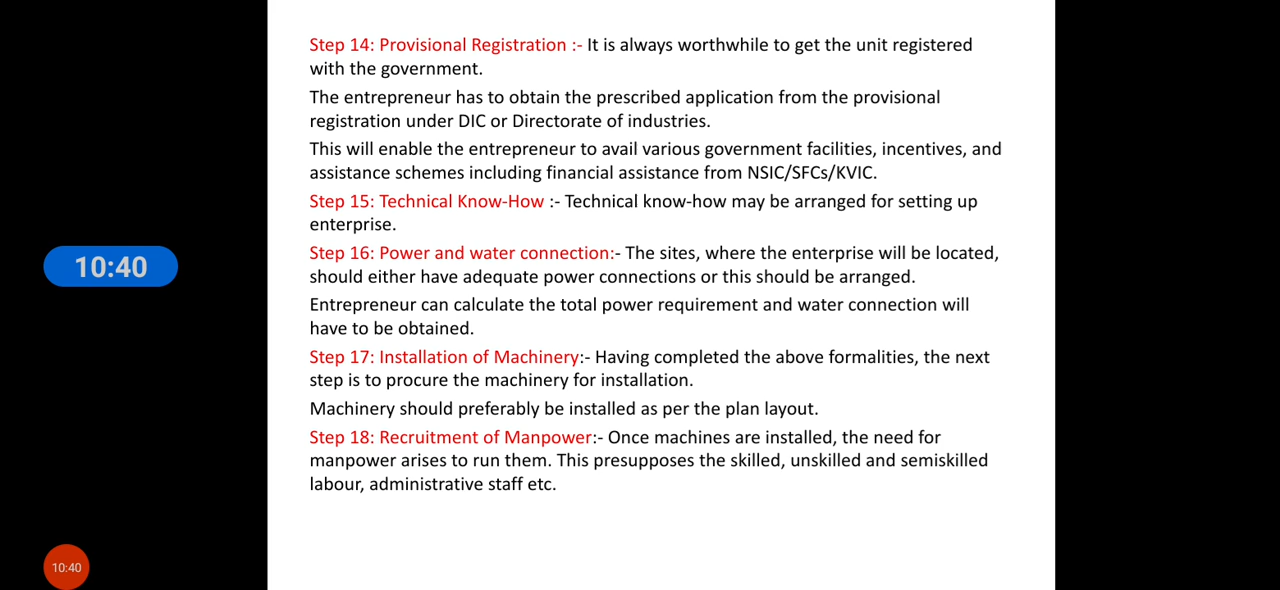 Step 14: Provisional Registration :- It is always worthwhile to get the unit registered
with the government.
The entrepreneur has to obtain the prescribed application from the provisional
registration under DIC or Directorate of industries.
This will enable the entrepreneur to avail various government facilities, incentives, and
assistance schemes including financial assistance from NSIC/SFCs/KVIC.
Step 15: Technical Know-How :- Technical know-how may be arranged for setting up
enterprise.
Step 16: Power and water connection:- The sites, where the enterprise will be located,
should either have adequate power connections or this should be arranged.
Entrepreneur can calculate the total power requirement and water connection will
have to be obtained.
Step 17: Installation of Machinery:- Having completed the above formalities, the next
step is to procure the machinery for installation.
Machinery should preferably be installed as per the plan layout.
Step 18: Recruitment of Manpower:- Once machines are installed, the need for
manpower arises to run them. This presupposes the skilled, unskilled and semiskilled
labour, administrative staff etc.
10:40
10:40